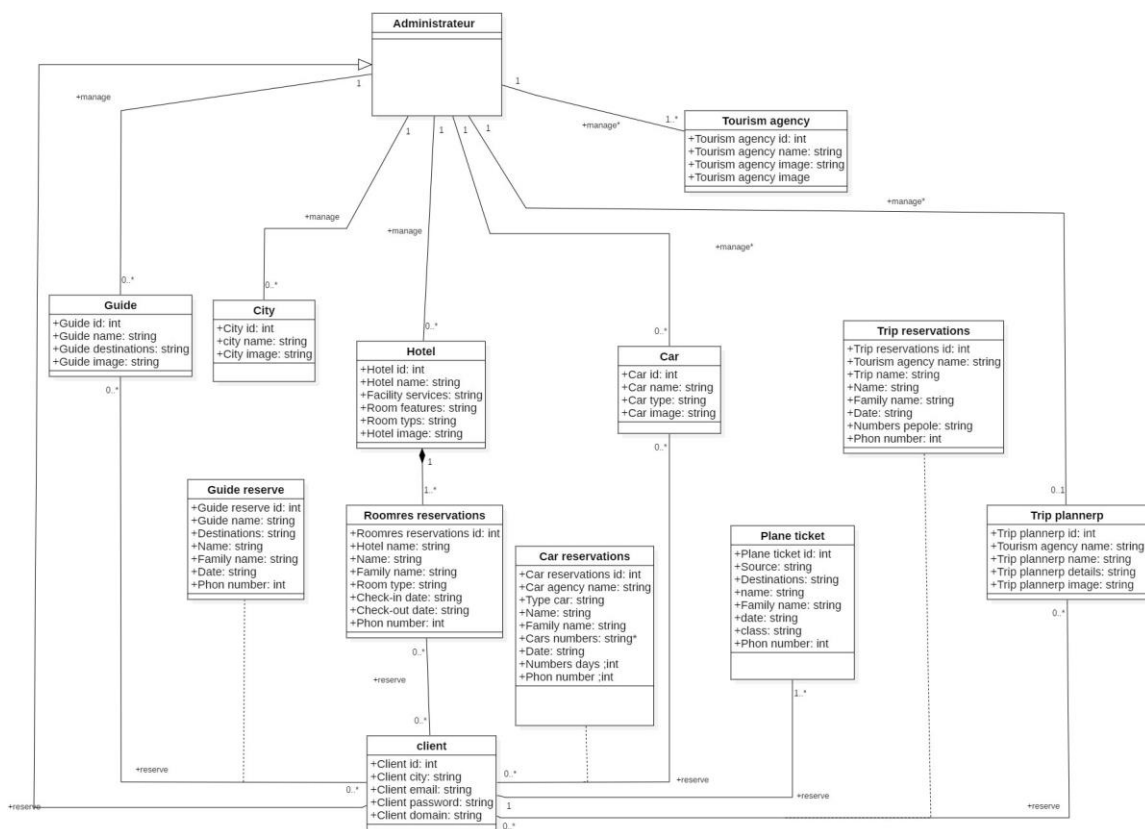 Administrateur
1
+manage
1
1
1
1
1
+manage*
1..*
Tourism agency
+Tourism agency id: int
+Tourism agency name: string
+Tourism agency image: string
+Tourism agency image
+manage
+manage
+manage*
+manage*
0..*
Guide
+Guide id: int
+Guide name: string
+Guide destinations: string
+Guide image: string
0..*
0..*
City
+City id: int
+city name: string
+City image: string
0..*
Hotel
+Hotel id: int
+Hotel name: string
+Facility services: string
+Room features: string
+Room typs: string
+Hotel image: string
1
1..*
0..*
Car
+Car id: int
+Car name: string
+Car type: string
+Car image: string
0..*
Trip reservations
+Trip reservations id: int
+Tourism agency name: string
+Trip name: string
+Name: string
+Family name: string
+Date: string
+Numbers pepole: string
+Phon number: int
Guide reserve
+Guide reserve id: int
+Guide name: string
+Destinations: string
+Name: string
+Family name: string
+Date: string
+Phon number: int
Roomres reservations
+Roomres reservations id: int
+Hotel name: string
+Name: string
+Family name: string
+Room type: string
+Check-in date: string
+Check-out date: string
+Phon number: int
0..*
+reserve
0..*
Car reservations
+Car reservations id: int
+Car agency name: string
+Type car: string
+Name: string
+Family name: string
+Cars numbers: string*
+Date: string
+Numbers days ;int
+Phon number ;int
Plane ticket
+Plane ticket id: int
+Source: string
+Destinations: string
+name: string
+Family name: string
+date: string
+class: string
+Phon number: int
1..*
0..1
Trip plannerp
+Trip plannerp id: int
+Tourism agency name: string
+Trip plannerp name: string
+Trip plannerp details: string
+Trip plannerp image: string
0..*
client
+Client id: int
+Client city: string
+Client email: string
+Client password: string
+Client domain: string
+reserve
0..*
+reserve
0..*
+reserve
+reserve
1
0..*
+reserve